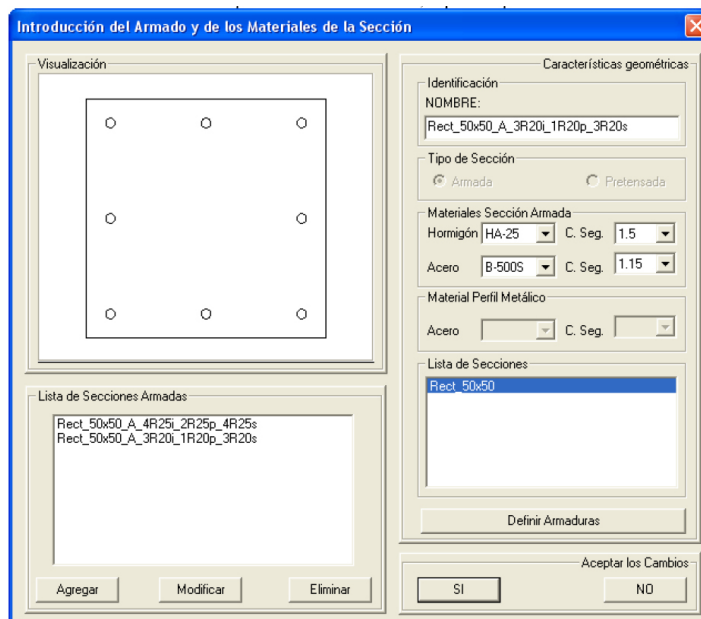 Introducción del Armado y de los Materiales de la Sección
Visualización
Lista de Secciones Armadas
Rect_50x50_A_4R25i_2R25p_4R25s
Rect_50x50_A_3R20i_1R20p_3R20s
Agregar
Modificar
Eliminar
Características geométricas
Identificación
NOMBRE:
Rect_50x50_A_3R20i_1R20p_3R20s
Tipo de Sección
Armada
Pretensada
Materiales Sección Armada
Hormigón HA-25 C. Seg. 1.5
Acero B-500S C. Seg. 1.15
Material Perfil Metálico
Acero C. Seg.
Lista de Secciones
Rect_50x50
Definir Armaduras
Aceptar los Cambios
SI
NO